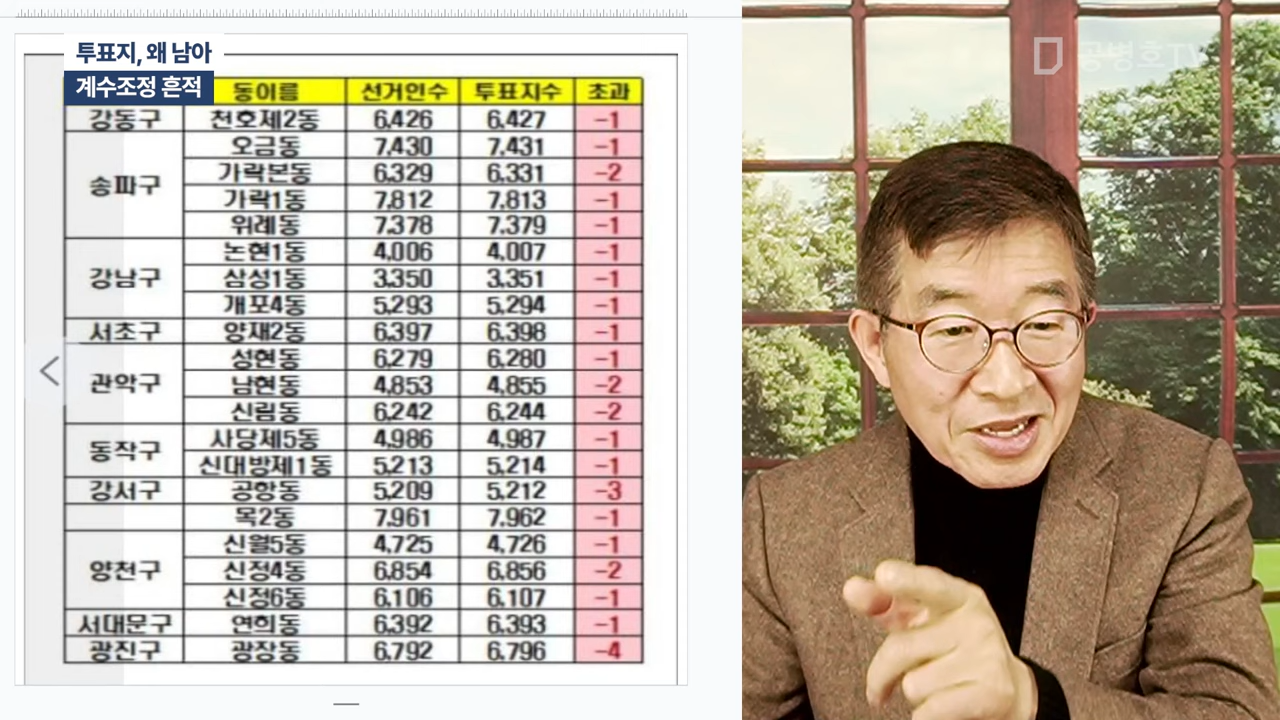 투표지, 왜 남아
계수조정 흔적
공병호TV
동이름 선거인수 투표지수 초과
강동구 천호제2동 6,426 6,427 -1
송파구 오금동 7,430 7,431 -1
가락본동 6,329 6,331 -2
가락1동 7,812 7,813 -1
위례동 7,378 7,379 -1
강남구 논현1동 4,006 4,007 -1
삼성1동 3,350 3,351 -1
개포4동 5,293 5,294 -1
서초구 양재2동 6,397 6,398 -1
관악구 성현동 6,279 6,280 -1
남현동 4,853 4,855 -2
신림동 6,242 6,244 -2
동작구 사당제5동 4,986 4,987 -1
신대방제1동 5,213 5,214 -1
강서구 공항동 5,209 5,212 -3
목2동 7,961 7,962 -1
양천구 신월5동 4,725 4,726 -1
신정4동 6,854 6,856 -2
신정6동 6,106 6,107 -1
서대문구 연희동 6,392 6,393 -1
광진구 광장동 6,792 6,796 -4